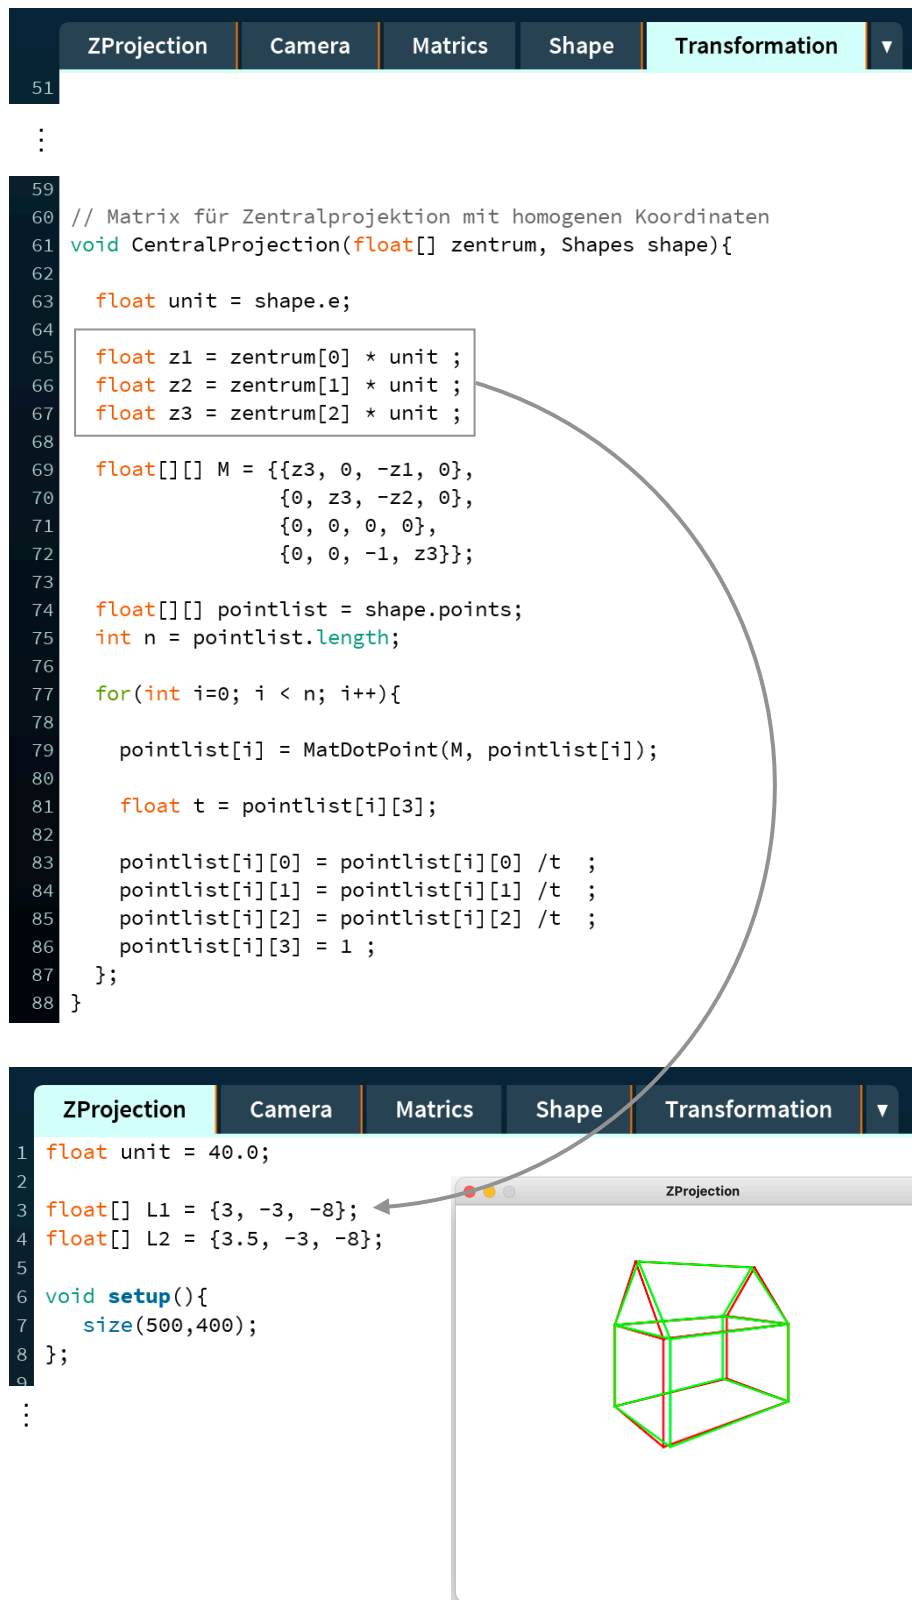 ZProjection Camera Matrics Shape Transformation ▼
51
⋮
59
60 // Matrix für Zentralprojektion mit homogenen Koordinaten
61 void CentralProjection(float[] zentrum, Shapes shape){
62
63   float unit = shape.e;
64
65   float z1 = zentrum[0] * unit ;
66   float z2 = zentrum[1] * unit ;
67   float z3 = zentrum[2] * unit ;
68
69   float[][] M = {{z3, 0, -z1, 0},
70                  {0, z3, -z2, 0},
71                  {0, 0, 0, 0},
72                  {0, 0, -1, z3}};
73
74   float[][] pointlist = shape.points;
75   int n = pointlist.length;
76
77   for(int i=0; i < n; i++){
78
79     pointlist[i] = MatDotPoint(M, pointlist[i]);
80
81     float t = pointlist[i][3];
82
83     pointlist[i][0] = pointlist[i][0] /t  ;
84     pointlist[i][1] = pointlist[i][1] /t  ;
85     pointlist[i][2] = pointlist[i][2] /t  ;
86     pointlist[i][3] = 1 ;
87   };
88 }
ZProjection Camera Matrics Shape Transformation ▼
1 float unit = 40.0;
2
3 float[] L1 = {3, -3, -8};
4 float[] L2 = {3.5, -3, -8};
5
6 void setup(){
7    size(500,400);
8 };
9
⋮
ZProjection